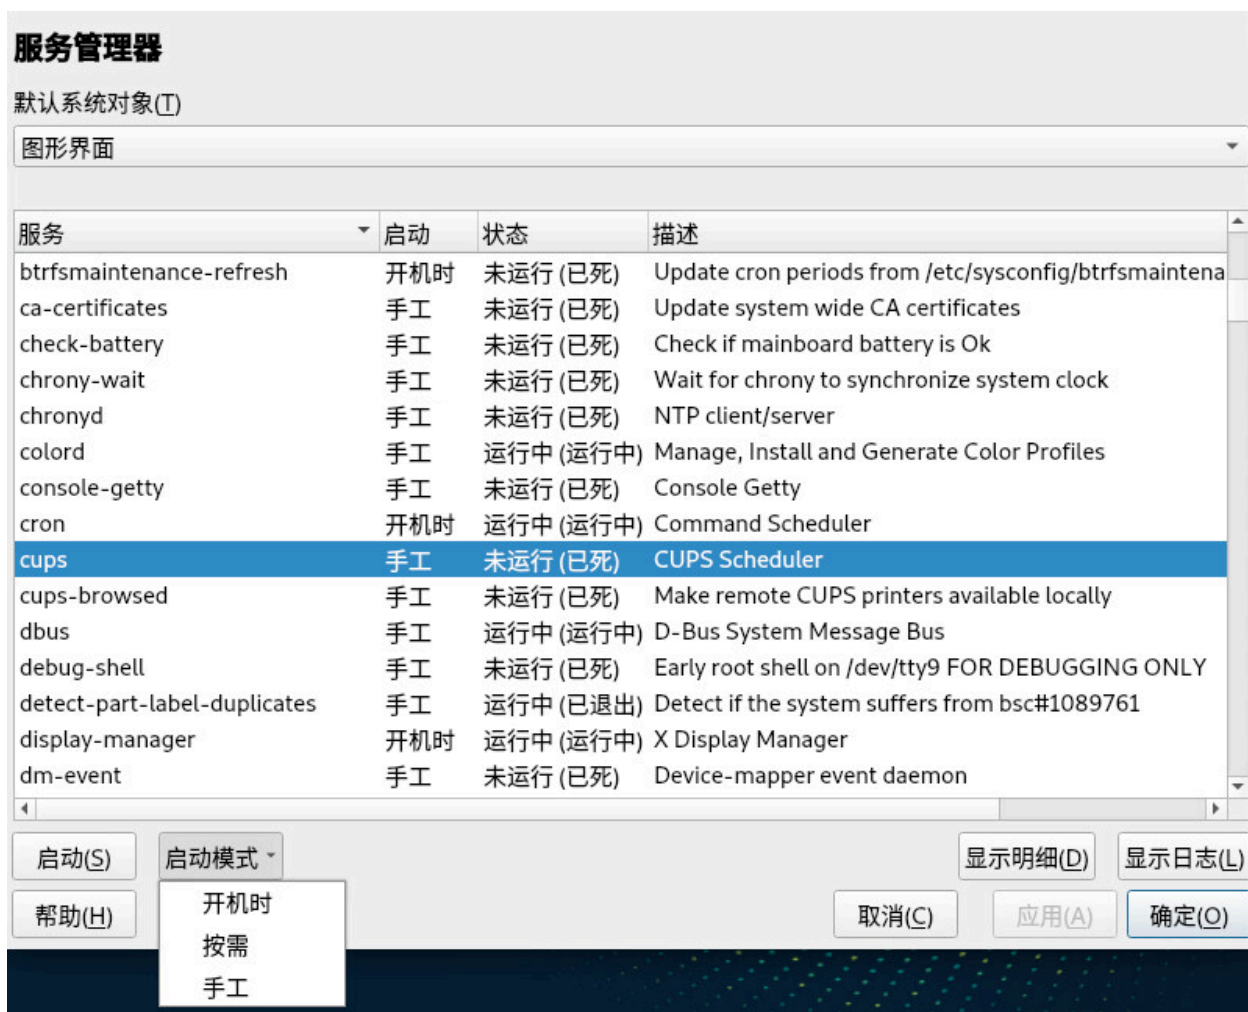 服务管理器
默认系统对象(T)
图形界面
服务 启动 状态 描述
btrfsmaintenance-refresh 开机时 未运行 (已死) Update cron periods from /etc/sysconfig/btrfsmaintena
ca-certificates 手工 未运行 (已死) Update system wide CA certificates
check-battery 手工 未运行 (已死) Check if mainboard battery is Ok
chrony-wait 手工 未运行 (已死) Wait for chrony to synchronize system clock
chronyd 手工 未运行 (已死) NTP client/server
colord 手工 运行中 (运行中) Manage, Install and Generate Color Profiles
console-getty 手工 未运行 (已死) Console Getty
cron 开机时 运行中 (运行中) Command Scheduler
cups 手工 未运行 (已死) CUPS Scheduler
cups-browsed 手工 未运行 (已死) Make remote CUPS printers available locally
dbus 手工 运行中 (运行中) D-Bus System Message Bus
debug-shell 手工 未运行 (已死) Early root shell on /dev/tty9 FOR DEBUGGING ONLY
detect-part-label-duplicates 手工 运行中 (已退出) Detect if the system suffers from bsc#1089761
display-manager 开机时 运行中 (运行中) X Display Manager
dm-event 手工 未运行 (已死) Device-mapper event daemon
启动(S) 启动模式 显示明细(D) 显示日志(L)
开机时
帮助(H) 取消(C) 应用(A) 确定(O)
按需
手工